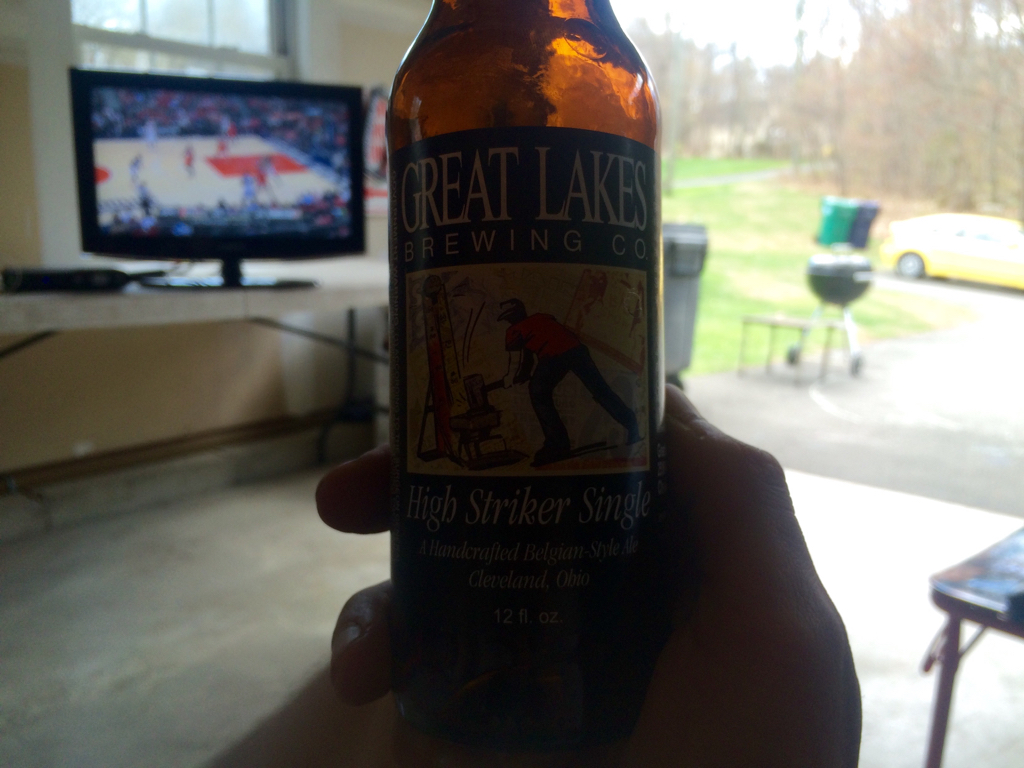 GREAT LAKES
BREWING CO.
High Striker Single
A Handcrafted Belgian-Style Ale
Cleveland, Ohio
12 fl. oz.